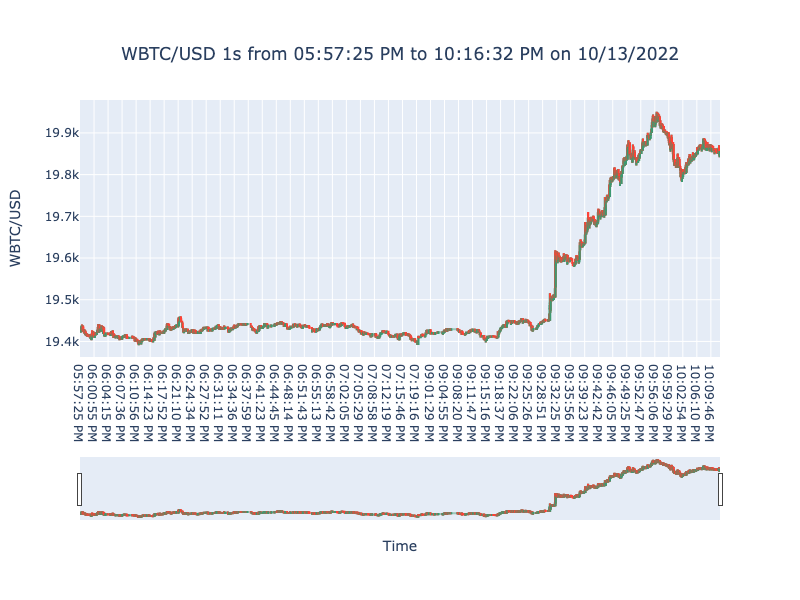 WBTC/USD 1s from 05:57:25 PM to 10:16:32 PM on 10/13/2022
WBTC/USD
19.9k
19.8k
19.7k
19.6k
19.5k
19.4k
05:57:25 PM
06:00:55 PM
06:04:15 PM
06:07:36 PM
06:10:56 PM
06:14:23 PM
06:17:52 PM
06:21:10 PM
06:24:34 PM
06:27:52 PM
06:31:11 PM
06:34:36 PM
06:37:59 PM
06:41:23 PM
06:44:45 PM
06:48:14 PM
06:51:43 PM
06:55:13 PM
06:58:42 PM
07:02:05 PM
07:05:29 PM
07:08:58 PM
07:12:19 PM
07:15:46 PM
07:19:16 PM
09:01:29 PM
09:04:55 PM
09:08:20 PM
09:11:47 PM
09:15:16 PM
09:18:37 PM
09:22:06 PM
09:25:26 PM
09:28:51 PM
09:32:25 PM
09:35:56 PM
09:39:23 PM
09:42:42 PM
09:46:05 PM
09:49:25 PM
09:52:47 PM
09:56:06 PM
09:59:29 PM
10:02:54 PM
10:06:10 PM
10:09:46 PM
Time